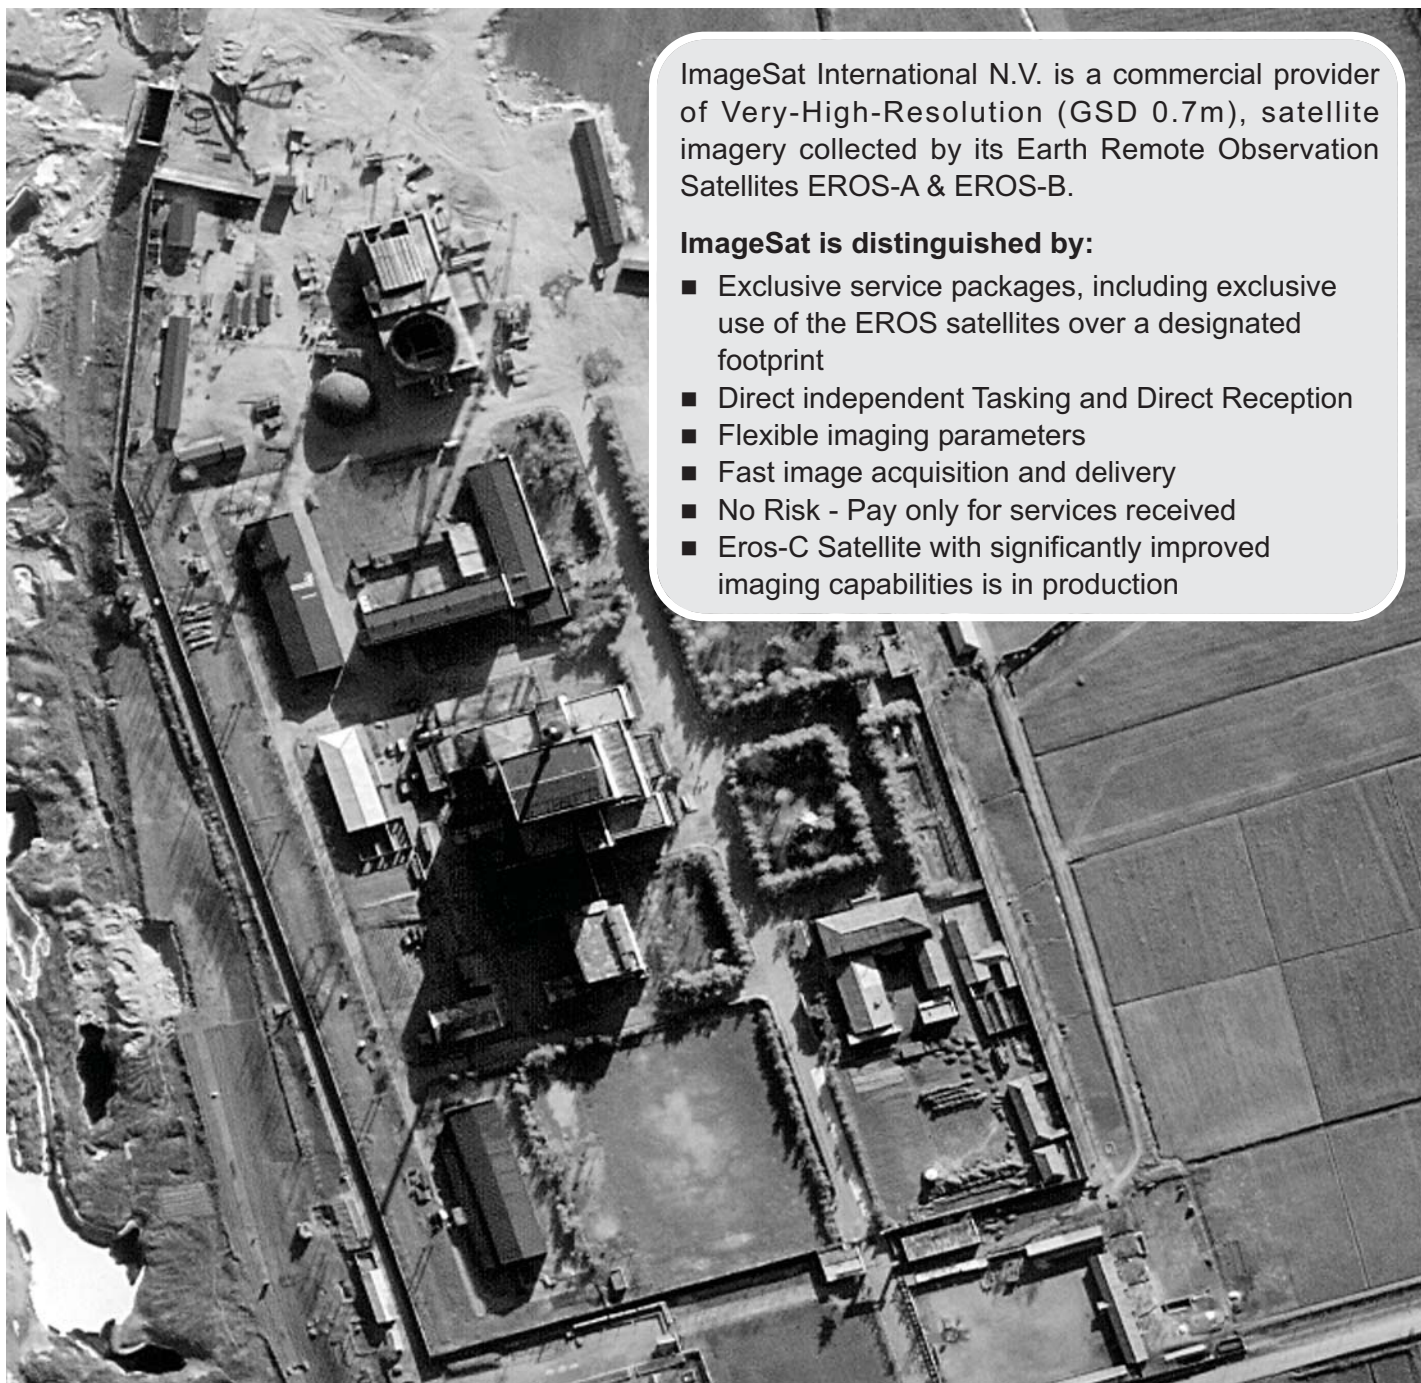 ImageSat International N.V. is a commercial provider
of Very-High-Resolution (GSD 0.7m), satellite
imagery collected by its Earth Remote Observation
Satellites EROS-A & EROS-B.
ImageSat is distinguished by:
■ Exclusive service packages, including exclusive
use of the EROS satellites over a designated
footprint
■ Direct independent Tasking and Direct Reception
■ Flexible imaging parameters
■ Fast image acquisition and delivery
■ No Risk - Pay only for services received
■ Eros-C Satellite with significantly improved
imaging capabilities is in production